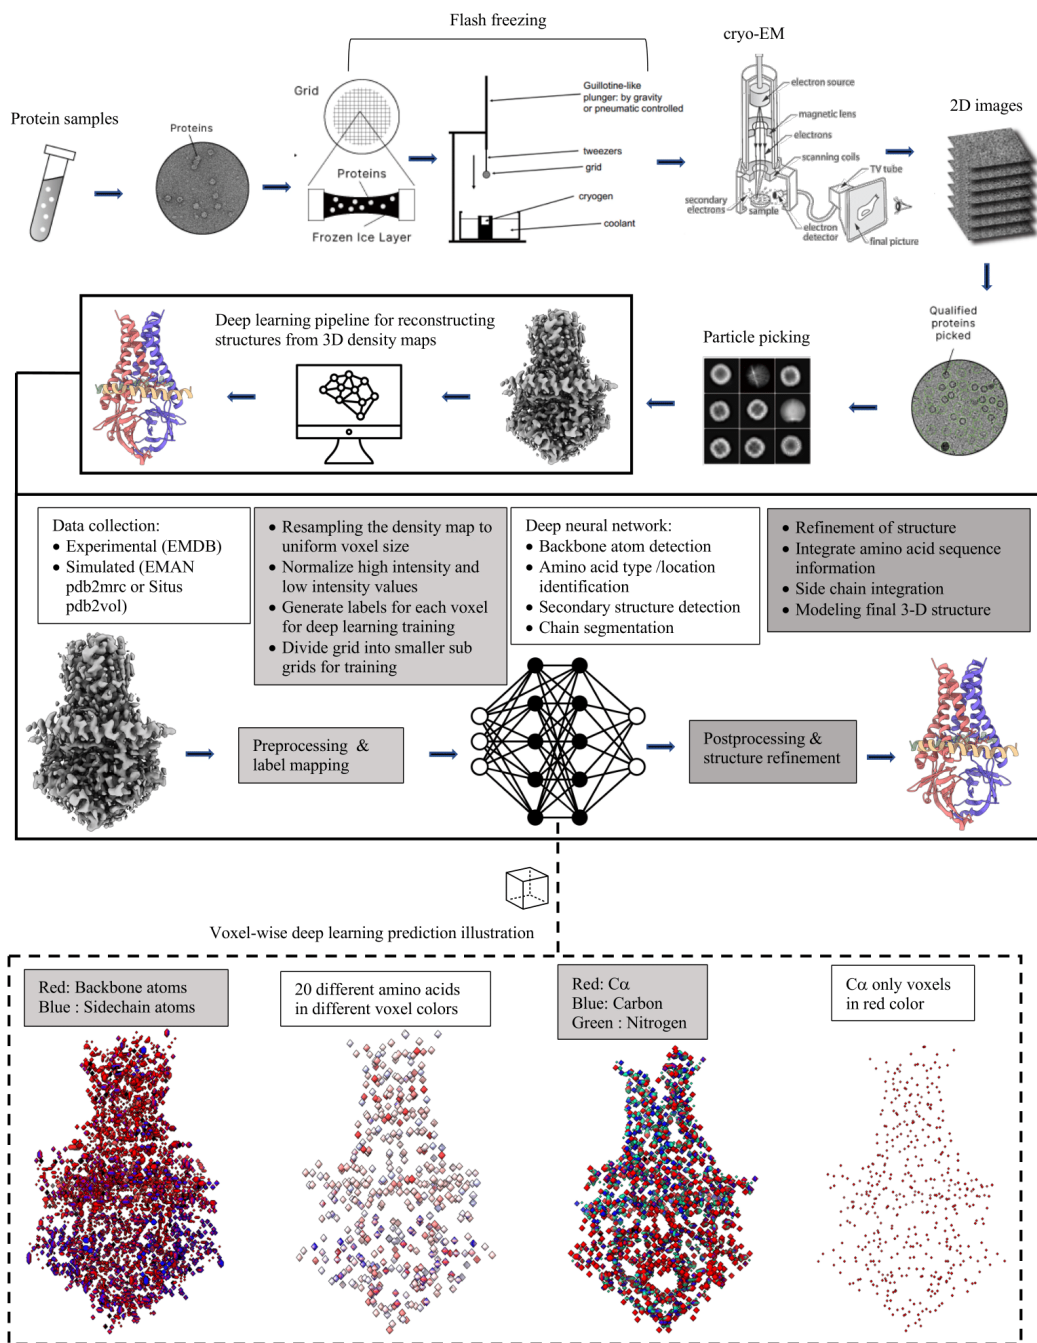 Flash freezing
cryo-EM
Protein samples
Proteins
Grid
Proteins
Frozen Ice Layer
Guillotine-like
plunger: by gravity
or pneumatic controlled
tweezers
grid
cryogen
coolant
electron source
magnetic lens
electrons
scanning coils
TV tube
secondary
electrons
sample
electron
detector
final picture
2D images
Deep learning pipeline for reconstructing
structures from 3D density maps
Particle picking
Qualified
proteins
picked
Data collection:
• Experimental (EMDB)
• Simulated (EMAN
pdb2mrc or Situs
pdb2vol)
• Resampling the density map to
uniform voxel size
• Normalize high intensity and
low intensity values
• Generate labels for each voxel
for deep learning training
• Divide grid into smaller sub
grids for training
Deep neural network:
• Backbone atom detection
• Amino acid type /location
identification
• Secondary structure detection
• Chain segmentation
• Refinement of structure
• Integrate amino acid sequence
information
• Side chain integration
• Modeling final 3-D structure
Preprocessing &
label mapping
Postprocessing &
structure refinement
Voxel-wise deep learning prediction illustration
Red: Backbone atoms
Blue : Sidechain atoms
20 different amino acids
in different voxel colors
Red: Cα
Blue: Carbon
Green : Nitrogen
Cα only voxels
in red color